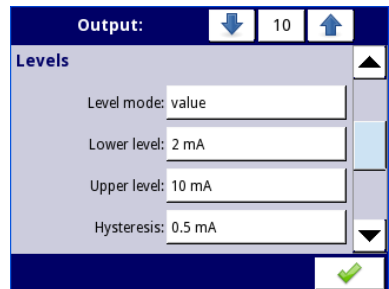 Output: 10
Levels
Level mode: value
Lower level: 2 mA
Upper level: 10 mA
Hysteresis: 0.5 mA